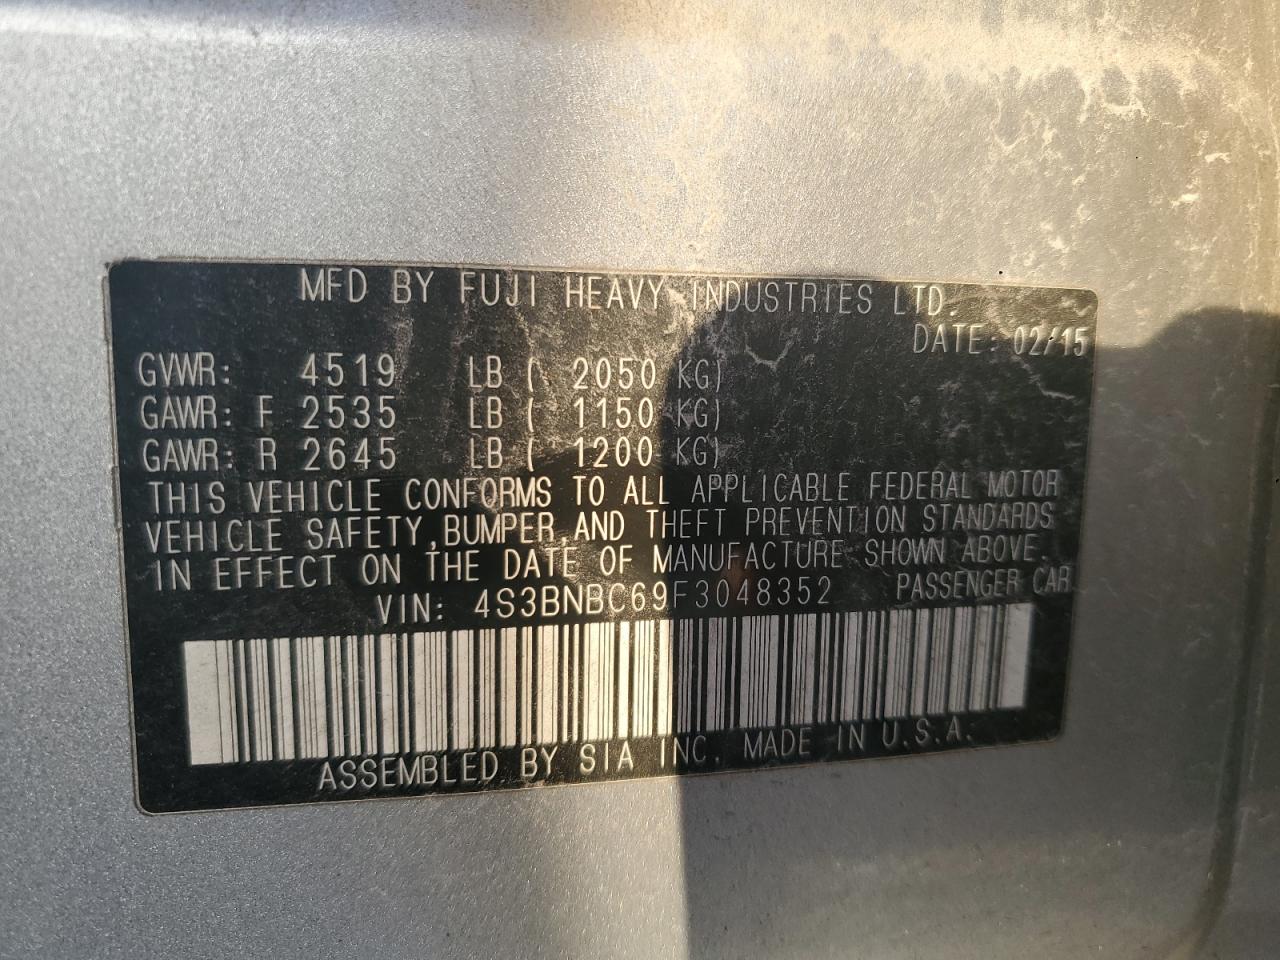 MFD BY FUJI HEAVY INDUSTRIES LTD.
DATE: 02/15
GVWR: 4519 LB ( 2050 KG)
GAWR: F 2535 LB ( 1150 KG)
GAWR: R 2645 LB ( 1200 KG)
THIS VEHICLE CONFORMS TO ALL APPLICABLE FEDERAL MOTOR
VEHICLE SAFETY,BUMPER,AND THEFT PREVENTION STANDARDS
IN EFFECT ON THE DATE OF MANUFACTURE SHOWN ABOVE.
VIN: 4S3BNBC69F3048352 PASSENGER CAR
ASSEMBLED BY SIA INC. MADE IN U.S.A.